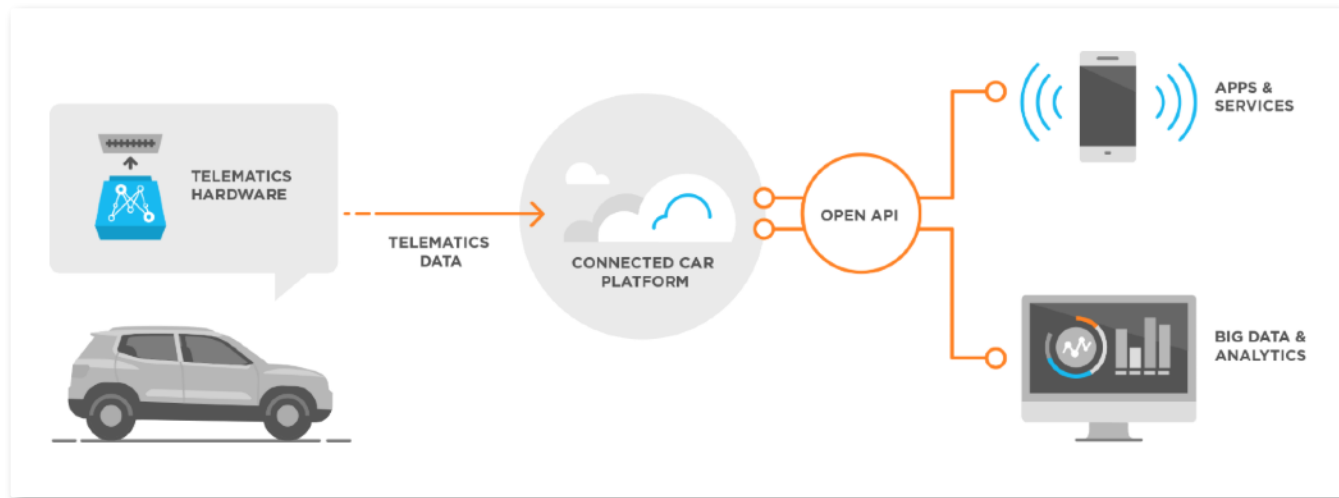 TELEMATICS
HARDWARE
TELEMATICS
DATA
CONNECTED CAR
PLATFORM
OPEN API
APPS &
SERVICES
BIG DATA &
ANALYTICS